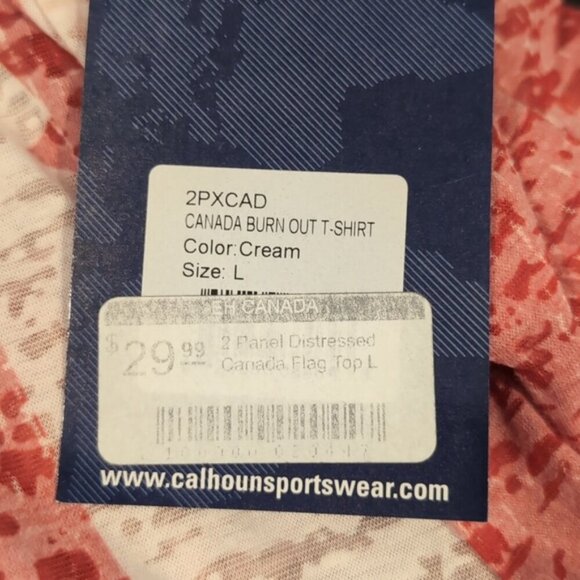 2PXCAD
CANADA BURN OUT T-SHIRT
Color:Cream
Size: L
EH CANADA
$29.99
2 Panel Distressed
Canada Flag Top L
www.calhounsportswear.com